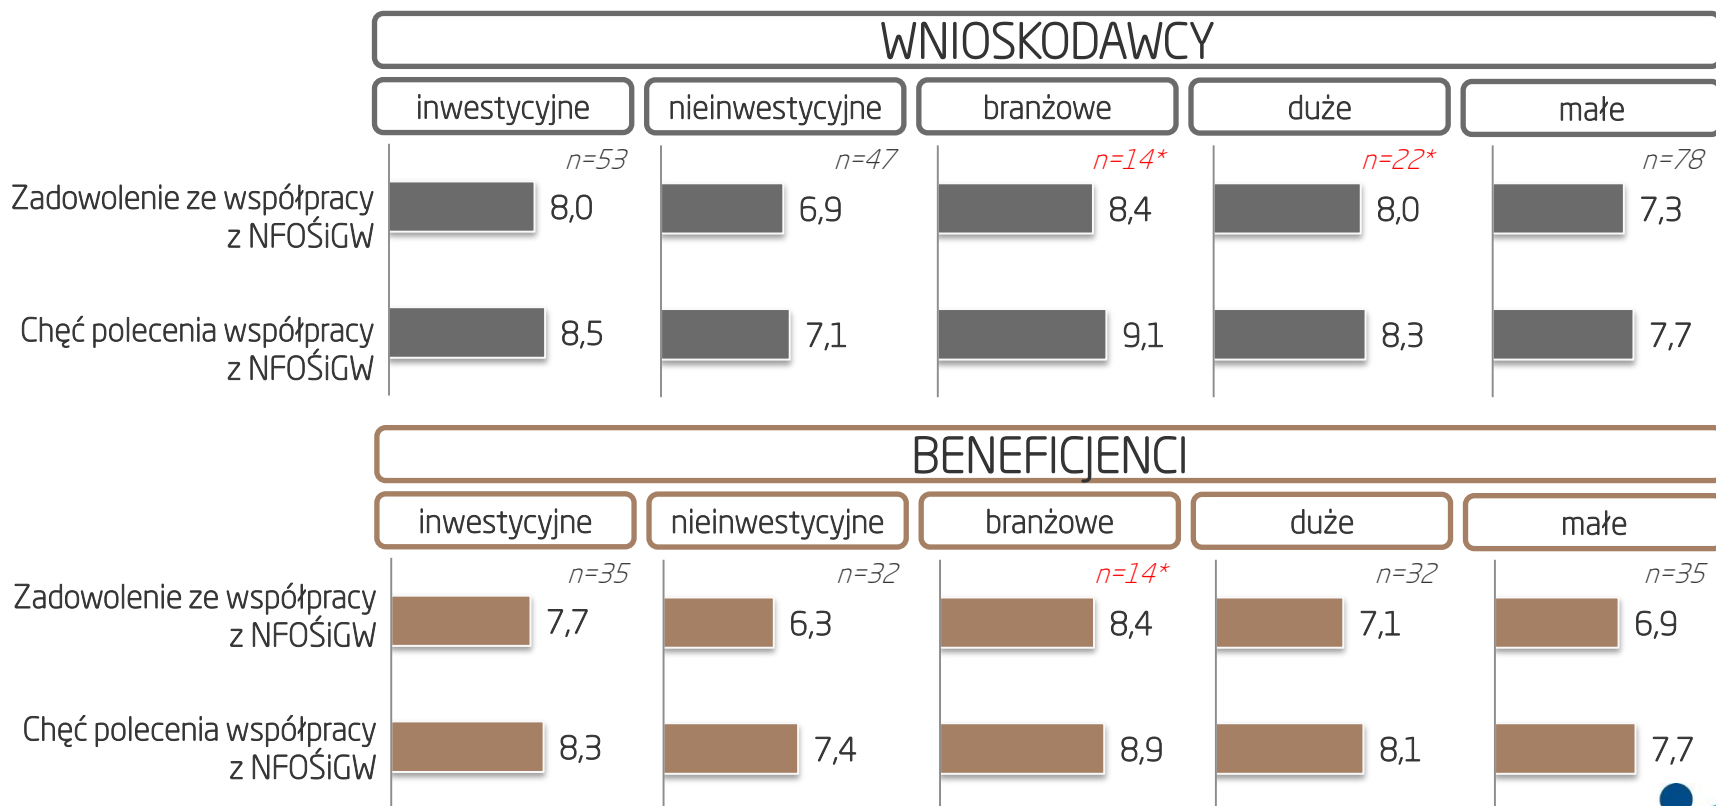 WNIOSKODAWCY
inwestycyjne nieinwestycyjne branżowe duże małe
n=53 n=47 n=14* n=22* n=78
Zadowolenie ze współpracy
z NFOŚiGW
8,0 6,9 8,4 8,0 7,3
Chęć polecenia współpracy
z NFOŚiGW
8,5 7,1 9,1 8,3 7,7
BENEFICJENCI
inwestycyjne nieinwestycyjne branżowe duże małe
n=35 n=32 n=14* n=32 n=35
Zadowolenie ze współpracy
z NFOŚiGW
7,7 6,3 8,4 7,1 6,9
Chęć polecenia współpracy
z NFOŚiGW
8,3 7,4 8,9 8,1 7,7